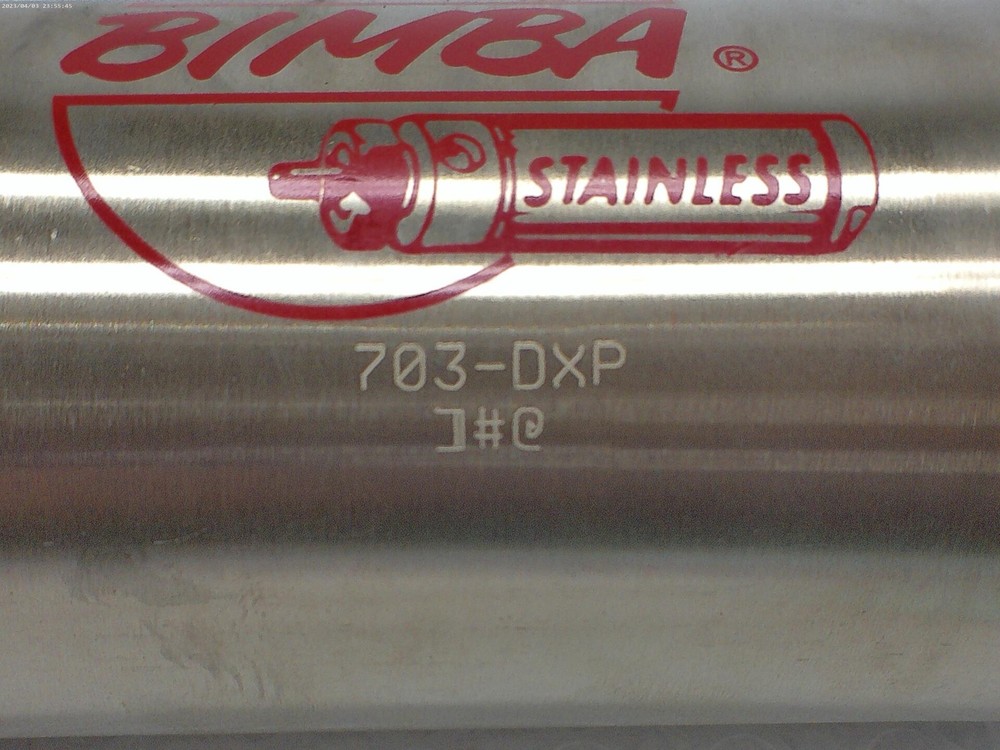 2023/04/03 23:55:45
BIMBA ®
STAINLESS
703-DXP
]#@